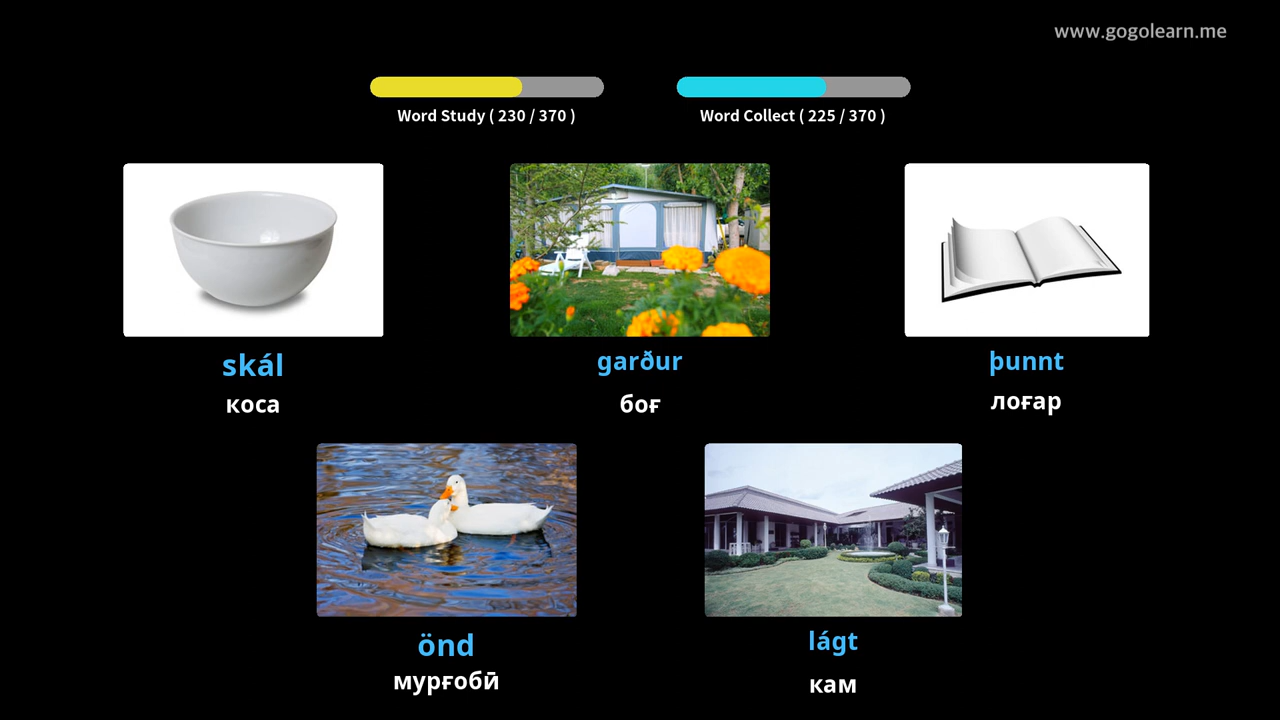 www.gogolearn.me
Word Study ( 230 / 370 )
Word Collect ( 225 / 370 )
skál
коса
garður
боғ
þunnt
лоғар
önd
мурғобӣ
lágt
кам